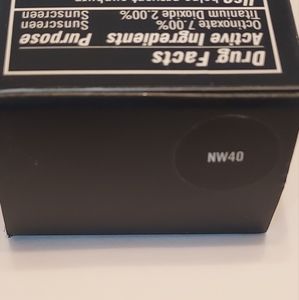 Drug Facts
Active Ingredients Purpose
Octinoxate 7.00% Sunscreen
Titanium Dioxide 2.00% Sunscreen
NW40